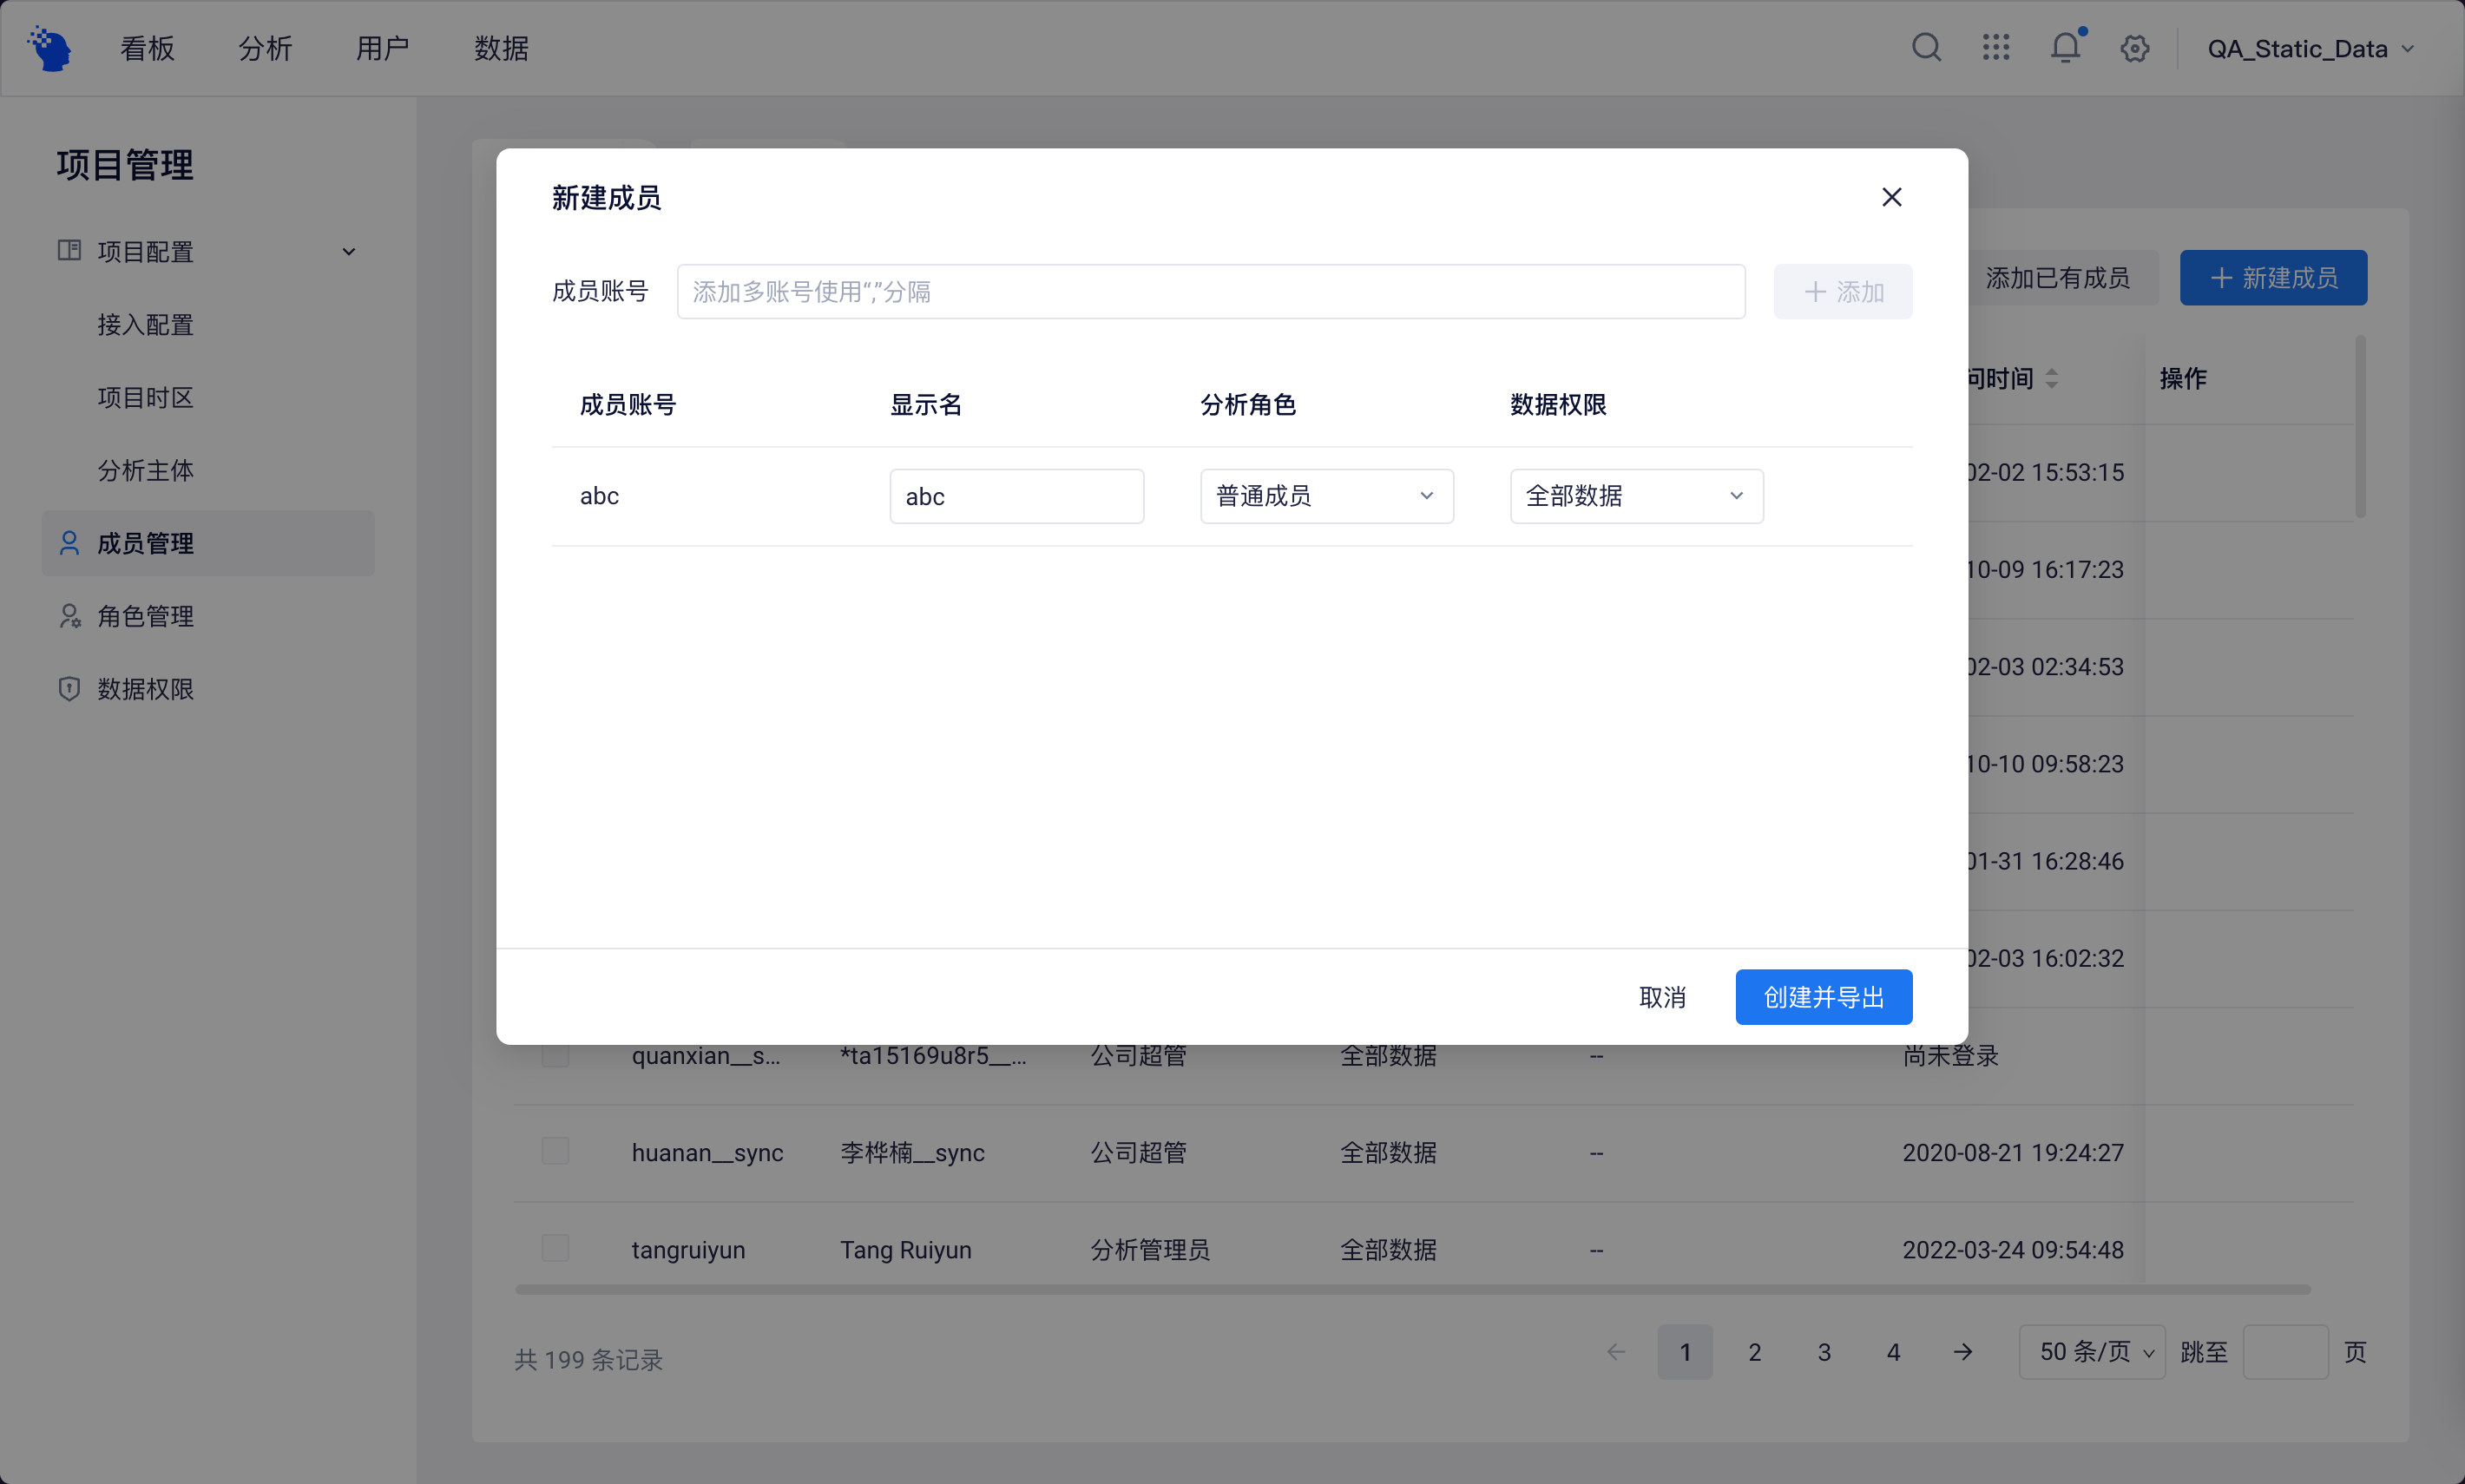 看板 分析 用户 数据 QA_Static_Data
项目管理
项目配置
接入配置
项目时区
分析主体
成员管理
角色管理
数据权限
添加已有成员 新建成员
问时间 操作
02-02 15:53:15
10-09 16:17:23
02-03 02:34:53
10-10 09:58:23
01-31 16:28:46
02-03 16:02:32
新建成员
成员账号 添加多账号使用“,”分隔 添加
成员账号 显示名 分析角色 数据权限
abc abc 普通成员 全部数据
取消 创建并导出
quanxian__s... *ta15169u8r5__... 公司超管 全部数据 -- 尚未登录
huanan__sync 李桦楠__sync 公司超管 全部数据 -- 2020-08-21 19:24:27
tangruiyun Tang Ruiyun 分析管理员 全部数据 -- 2022-03-24 09:54:48
共 199 条记录 1 2 3 4 50 条/页 跳至 页